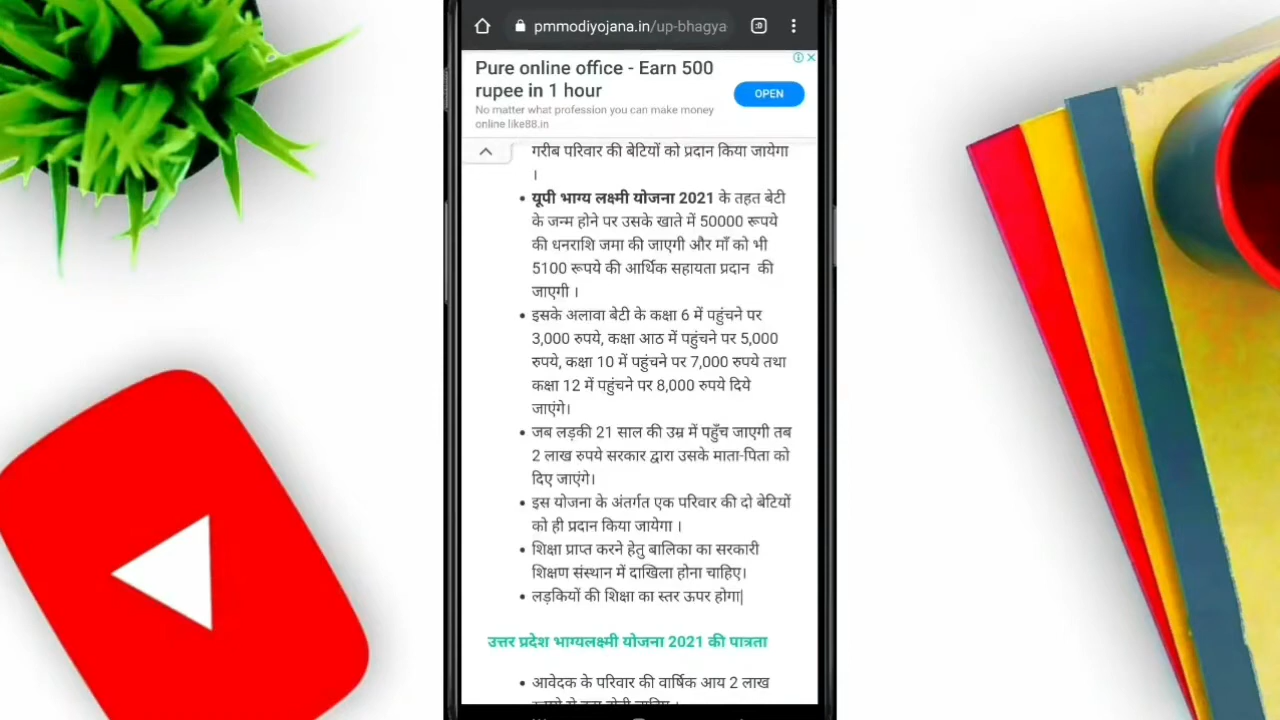 pmmodiyojana.in/up-bhagya
Pure online office - Earn 500
rupee in 1 hour
OPEN
No matter what profession you can make money
online like88.in
गरीब परिवार की बेटियों को प्रदान किया जायेगा
।
यूपी भाग्य लक्ष्मी योजना 2021 के तहत बेटी
के जन्म होने पर उसके खाते में 50000 रूपये
की धनराशि जमा की जाएगी और माँ को भी
5100 रूपये की आर्थिक सहायता प्रदान की
जाएगी ।
इसके अलावा बेटी के कक्षा 6 में पहुंचने पर
3,000 रुपये, कक्षा आठ में पहुंचने पर 5,000
रुपये, कक्षा 10 में पहुंचने पर 7,000 रुपये तथा
कक्षा 12 में पहुंचने पर 8,000 रुपये दिये
जाएंगे।
जब लड़की 21 साल की उम्र में पहुँच जाएगी तब
2 लाख रुपये सरकार द्वारा उसके माता-पिता को
दिए जाएंगे।
इस योजना के अंतर्गत एक परिवार की दो बेटियों
को ही प्रदान किया जायेगा ।
शिक्षा प्राप्त करने हेतु बालिका का सरकारी
शिक्षण संस्थान में दाखिला होना चाहिए।
लड़कियों की शिक्षा का स्तर ऊपर होगा|
उत्तर प्रदेश भाग्यलक्ष्मी योजना 2021 की पात्रता
आवेदक के परिवार की वार्षिक आय 2 लाख